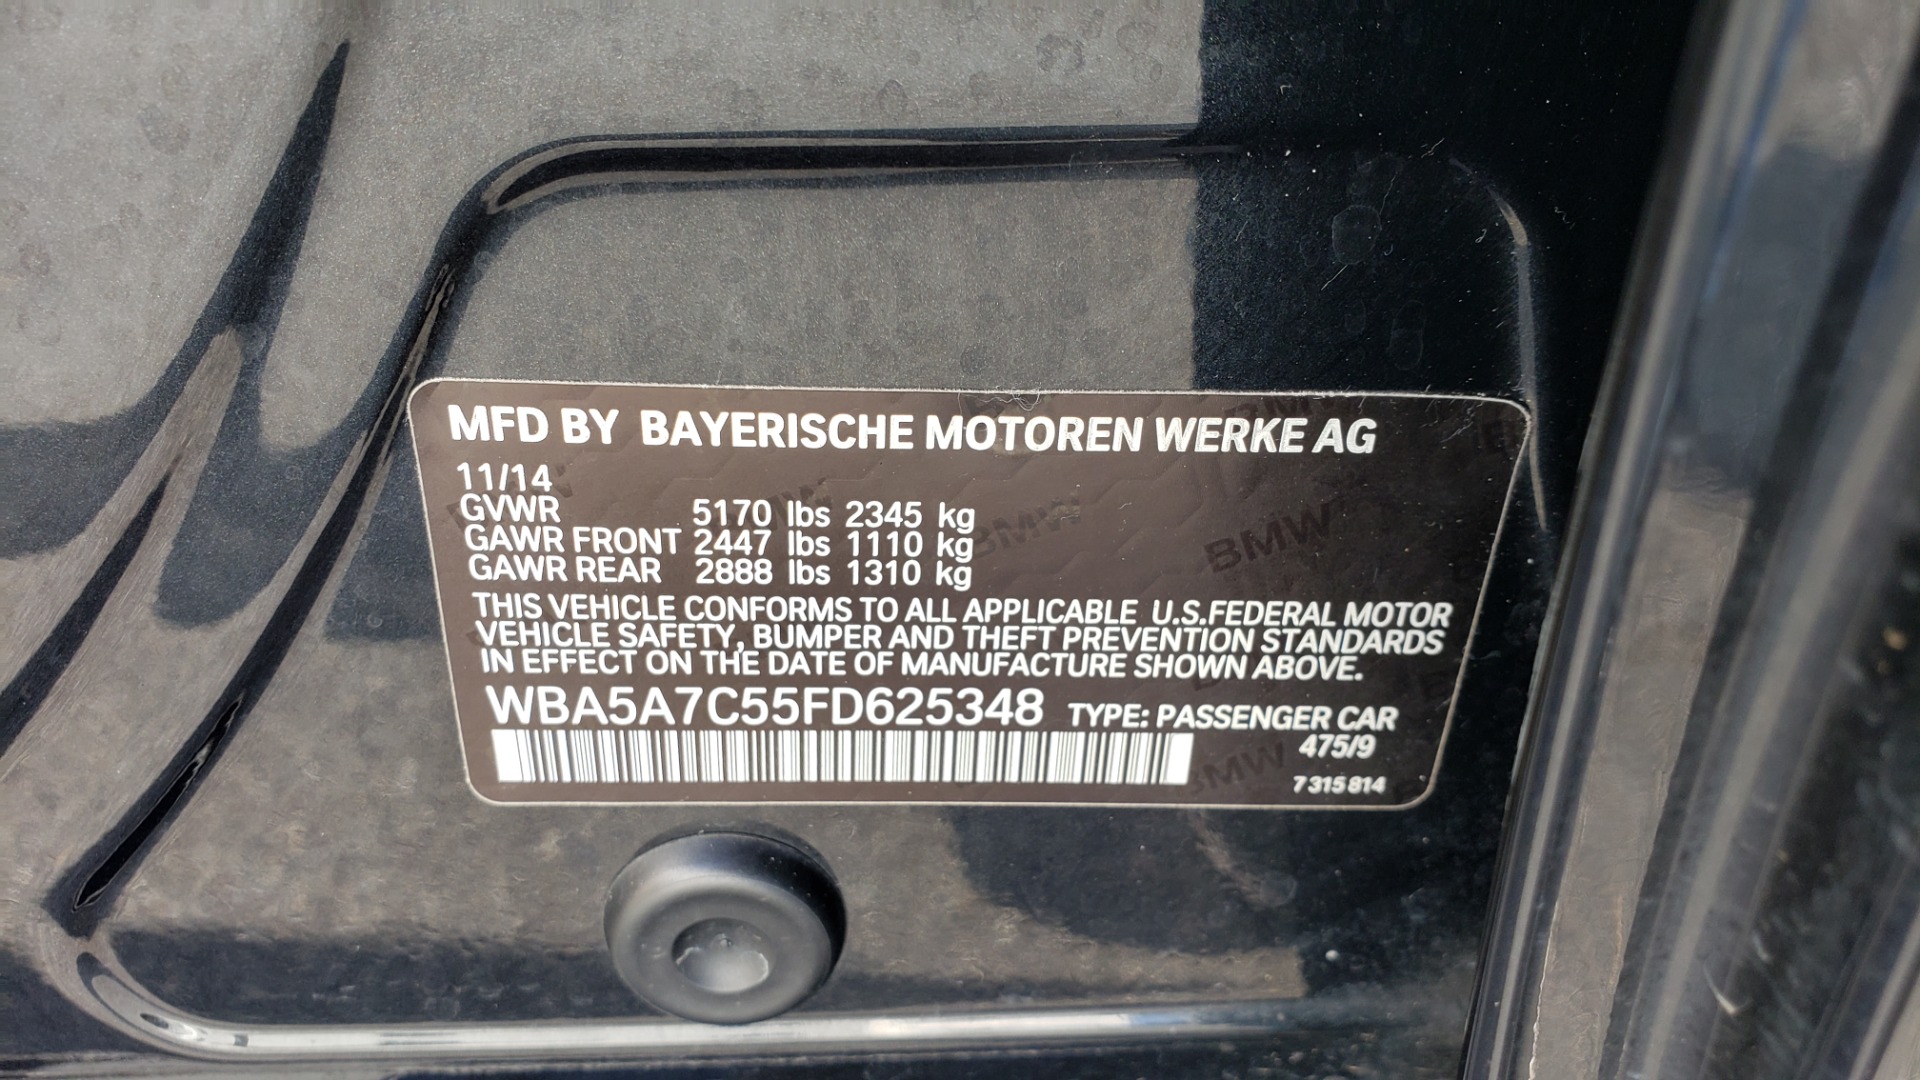 MFD BY BAYERISCHE MOTOREN WERKE AG
11/14
GVWR 5170 lbs 2345 kg
GAWR FRONT 2447 lbs 1110 kg
GAWR REAR 2888 lbs 1310 kg
THIS VEHICLE CONFORMS TO ALL APPLICABLE U.S.FEDERAL MOTOR
VEHICLE SAFETY, BUMPER AND THEFT PREVENTION STANDARDS
IN EFFECT ON THE DATE OF MANUFACTURE SHOWN ABOVE.
WBA5A7C55FD625348 TYPE: PASSENGER CAR
475/9
7 315 814